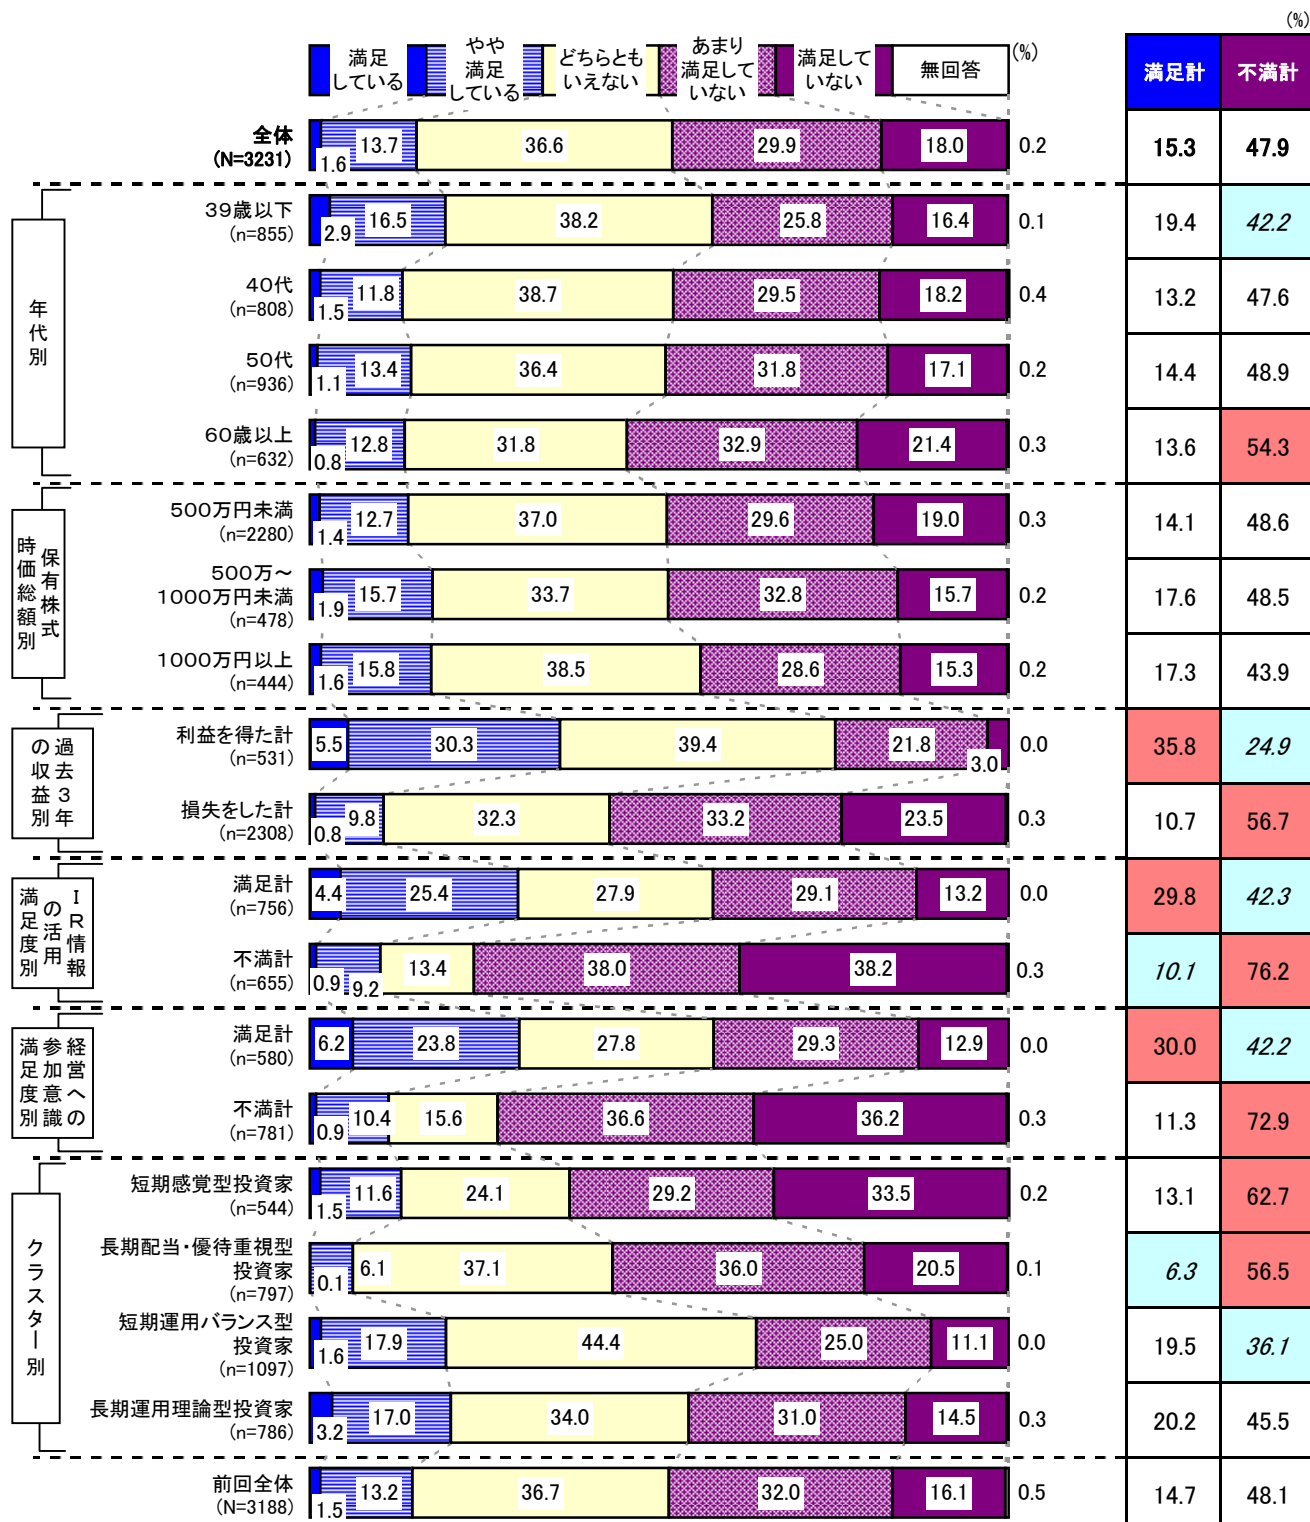 (%)
満足
している
やや
満足
している
どちらとも
いえない
あまり
満足して
いない
満足して
いない
無回答
(%)
満足計
不満計
全体
(N=3231)
1.6
13.7
36.6
29.9
18.0
0.2
15.3
47.9
年代別
39歳以下
(n=855)
2.9
16.5
38.2
25.8
16.4
0.1
19.4
42.2
40代
(n=808)
1.5
11.8
38.7
29.5
18.2
0.4
13.2
47.6
50代
(n=936)
1.1
13.4
36.4
31.8
17.1
0.2
14.4
48.9
60歳以上
(n=632)
0.8
12.8
31.8
32.9
21.4
0.3
13.6
54.3
保有株式
時価総額別
500万円未満
(n=2280)
1.4
12.7
37.0
29.6
19.0
0.3
14.1
48.6
500万～
1000万円未満
(n=478)
1.9
15.7
33.7
32.8
15.7
0.2
17.6
48.5
1000万円以上
(n=444)
1.6
15.8
38.5
28.6
15.3
0.2
17.3
43.9
過去3年
の収益別
利益を得た計
(n=531)
5.5
30.3
39.4
21.8
3.0
0.0
35.8
24.9
損失をした計
(n=2308)
0.8
9.8
32.3
33.2
23.5
0.3
10.7
56.7
IR情報
の活用
満足度別
満足計
(n=756)
4.4
25.4
27.9
29.1
13.2
0.0
29.8
42.3
不満計
(n=655)
0.9
9.2
13.4
38.0
38.2
0.3
10.1
76.2
経営への
参加意識
満足度別
満足計
(n=580)
6.2
23.8
27.8
29.3
12.9
0.0
30.0
42.2
不満計
(n=781)
0.9
10.4
15.6
36.6
36.2
0.3
11.3
72.9
クラスター別
短期感覚型投資家
(n=544)
1.5
11.6
24.1
29.2
33.5
0.2
13.1
62.7
長期配当・優待重視型
投資家
(n=797)
0.1
6.1
37.1
36.0
20.5
0.1
6.3
56.5
短期運用バランス型
投資家
(n=1097)
1.6
17.9
44.4
25.0
11.1
0.0
19.5
36.1
長期運用理論型投資家
(n=786)
3.2
17.0
34.0
31.0
14.5
0.3
20.2
45.5
前回全体
(N=3188)
1.5
13.2
36.7
32.0
16.1
0.5
14.7
48.1